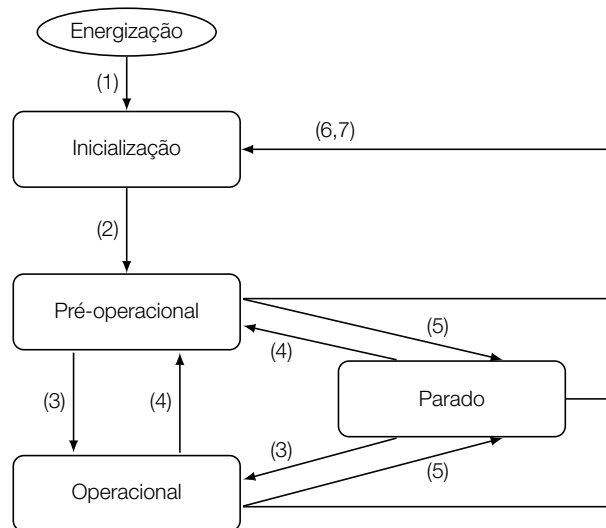 Energização
(1)
Inicialização
(6,7)
(2)
Pré-operacional
(5)
(4)
(3)
(4)
Parado
(3)
(5)
Operacional